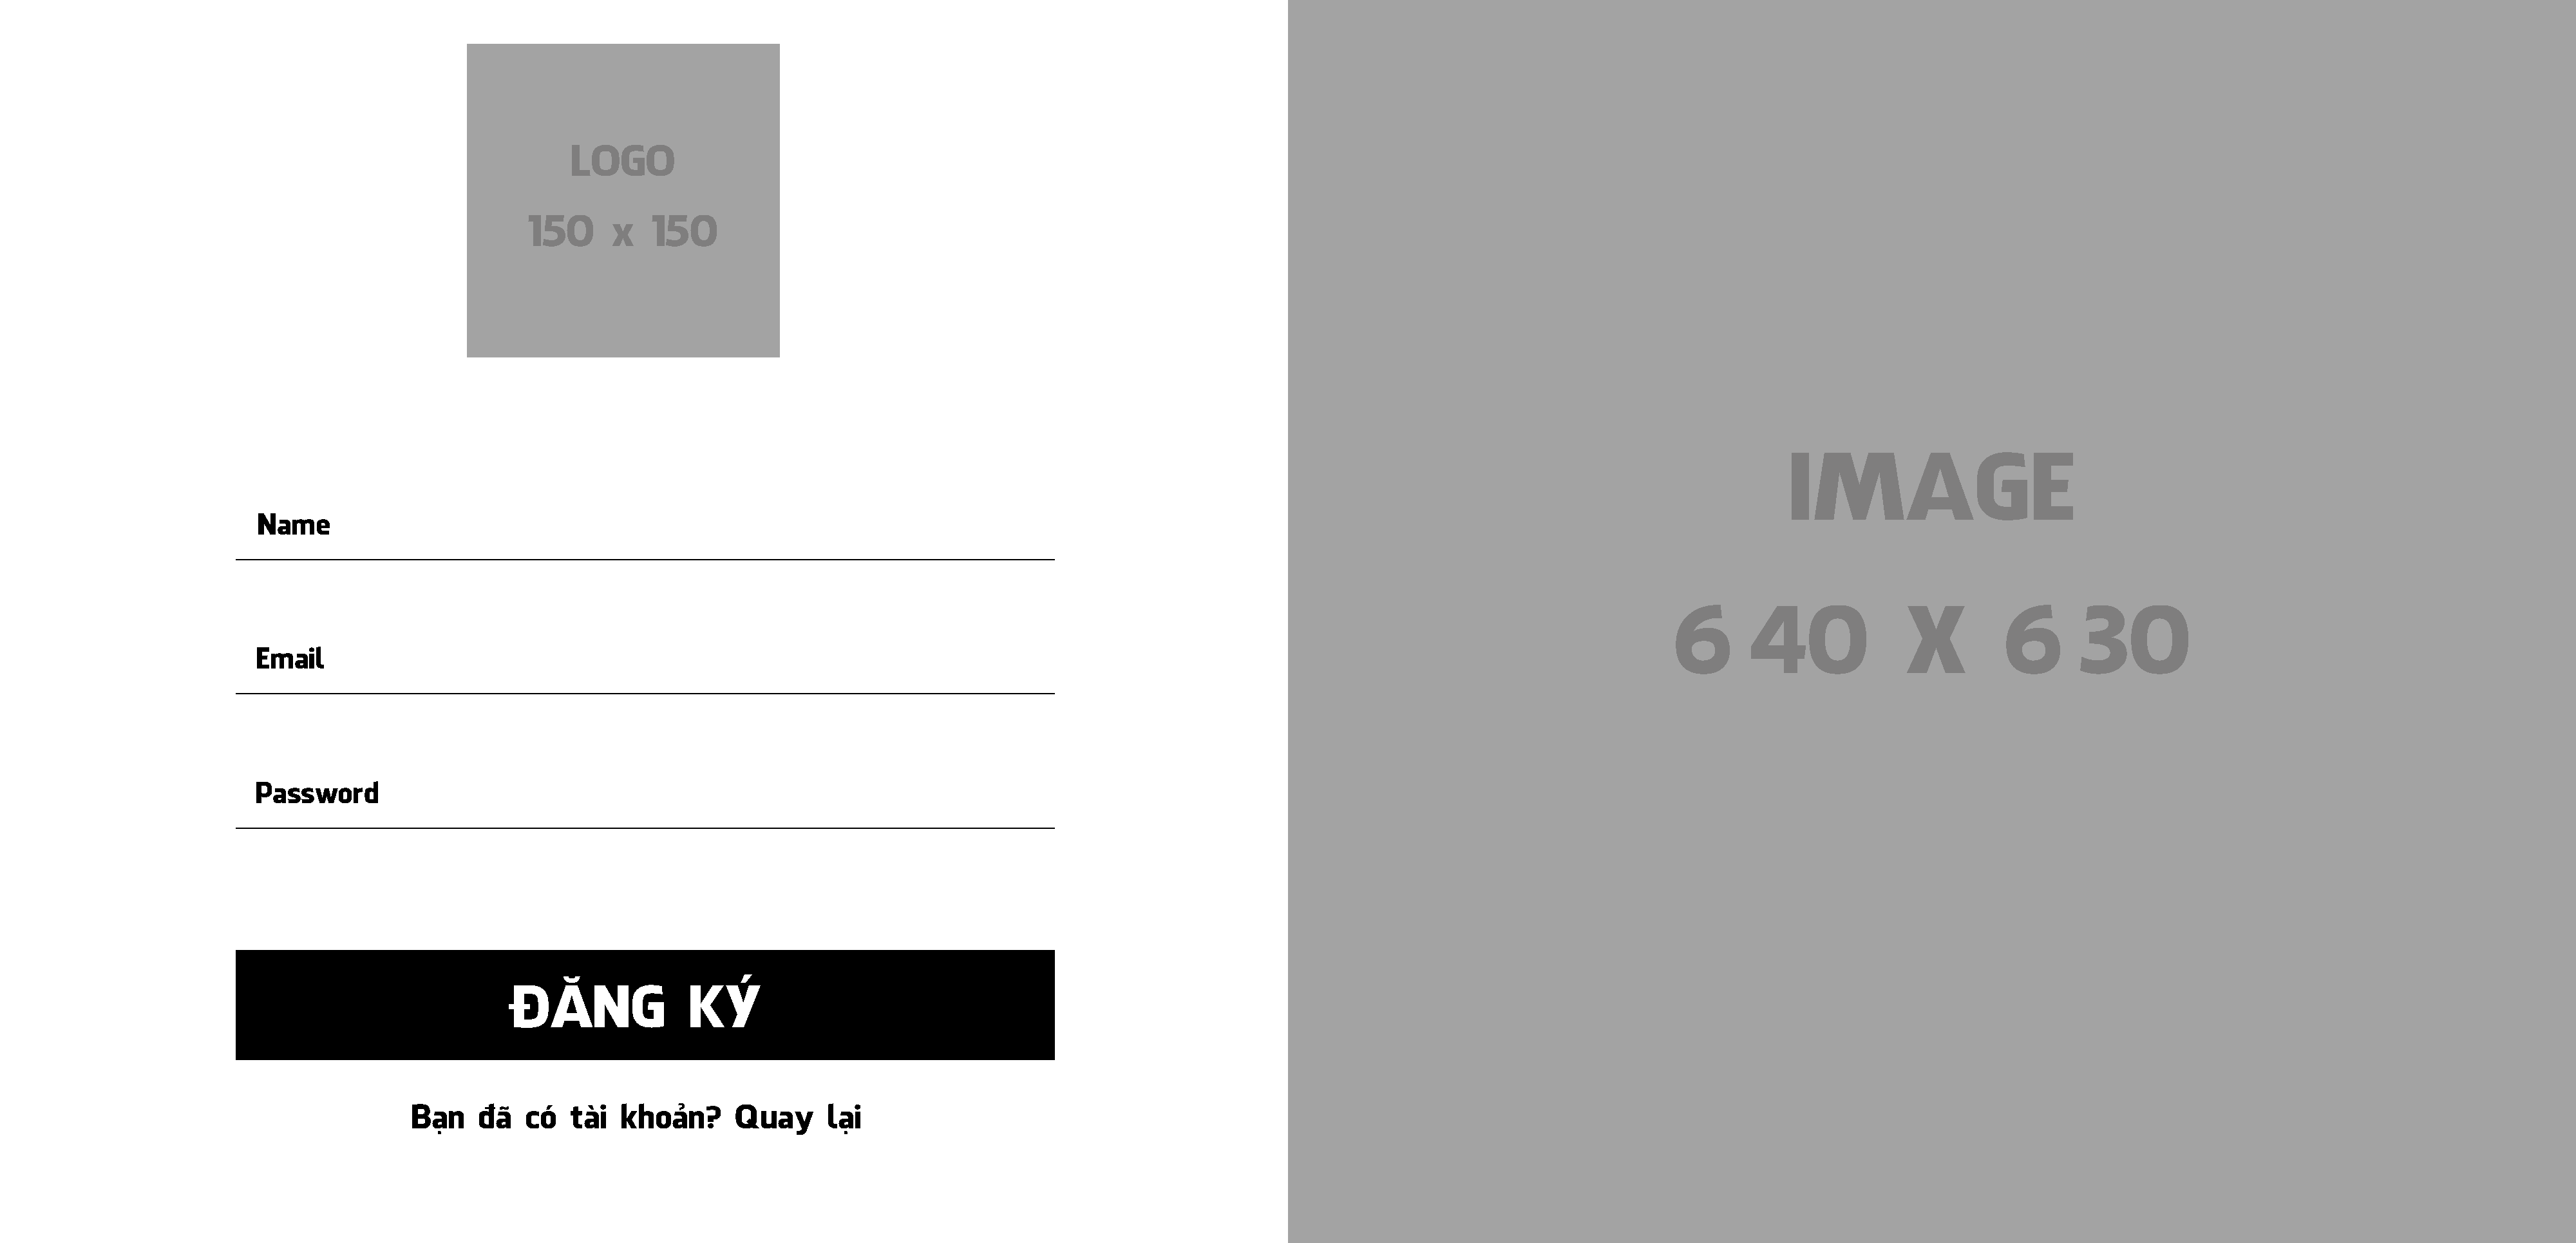 LOGO
150 x 150
Name
Email
Password
ĐĂNG KÝ
Bạn đã có tài khoản? Quay lại
IMAGE
640 X 630